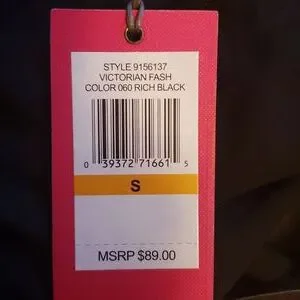 STYLE 9156137
VICTORIAN FASH
COLOR 060 RICH BLACK
0 39372 71661 5
S
MSRP $89.00